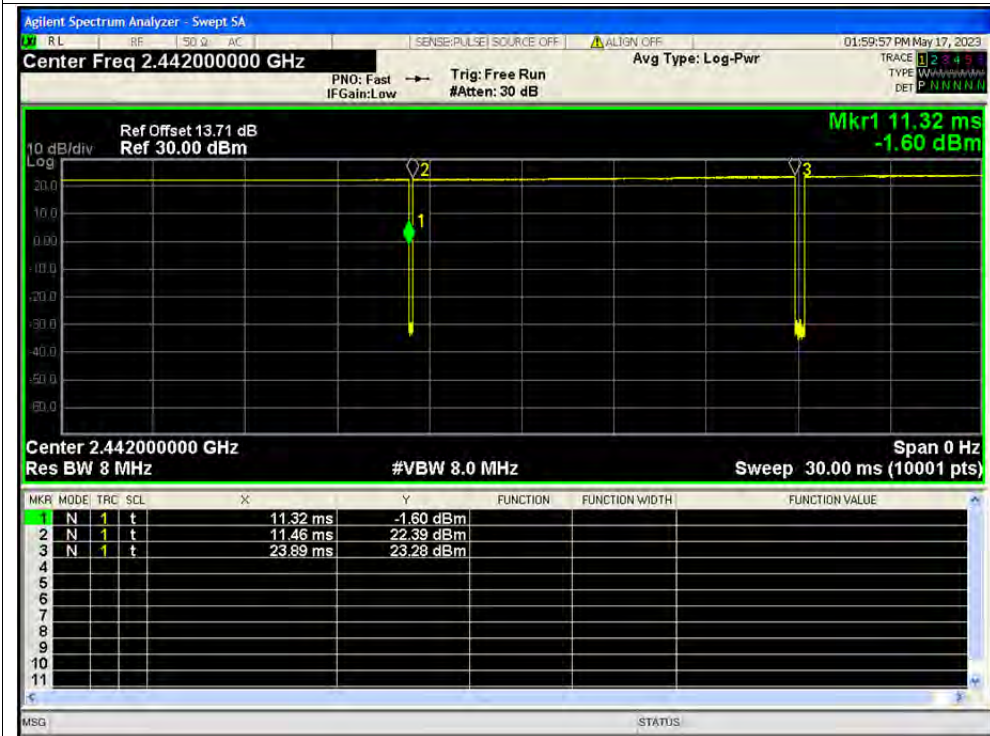 Agilent Spectrum Analyzer - Swept SA
RL RF 50 Ω AC SENSE:PULSE SOURCE OFF ALIGN OFF 01:59:57 PM May 17, 2023
Center Freq 2.442000000 GHz
PNO: Fast
IFGain:Low
Trig: Free Run
#Atten: 30 dB
Avg Type: Log-Pwr
TRACE 1 2 3 4 5 6
TYPE
DET P N N N N N
Mkr1 11.32 ms
-1.60 dBm
Ref Offset 13.71 dB
10 dB/div Ref 30.00 dBm
Log
2
3
20.0
10.0
1
0.00
-10.0
-20.0
-30.0
-40.0
-50.0
-60.0
Center 2.442000000 GHz Span 0 Hz
Res BW 8 MHz #VBW 8.0 MHz Sweep 30.00 ms (10001 pts)
MKR MODE TRC SCL X Y FUNCTION FUNCTION WIDTH FUNCTION VALUE
1 N 1 t 11.32 ms -1.60 dBm
2 N 1 t 11.46 ms 22.39 dBm
3 N 1 t 23.89 ms 23.28 dBm
4
5
6
7
8
9
10
11
MSG STATUS